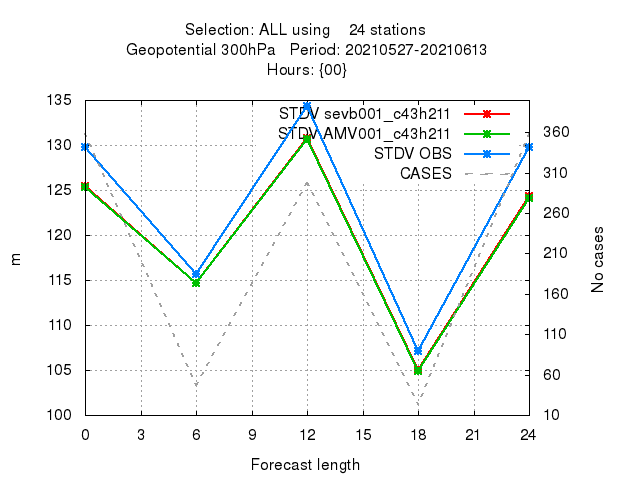 Selection: ALL using    24 stations
Geopotential 300hPa   Period: 20210527-20210613
Hours: {00}
STDV sevb001_c43h211
STDV AMV001_c43h211
STDV OBS
CASES
135
130
125
120
115
110
105
100
360
310
260
210
160
110
60
10
m
No cases
0 3 6 9 12 15 18 21 24
Forecast length